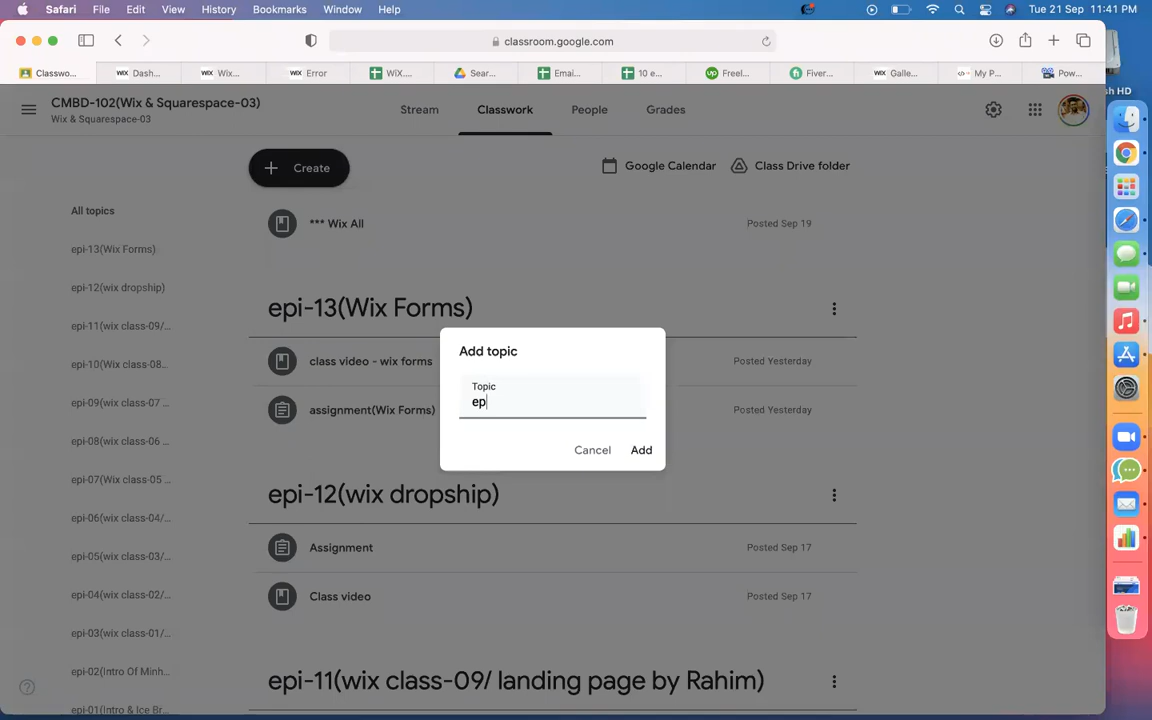 Safari File Edit View History Bookmarks Window Help Tue 21 Sep 11:41 PM
classroom.google.com
Classwo... Dash... Wix... Error WiX.... Sear... Emai... 10 e... Freel... Fiver... Galle... My P... Pow...
sh HD
CMBD-102(Wix & Squarespace-03)
Wix & Squarespace-03
Stream Classwork People Grades
Create
Google Calendar Class Drive folder
All topics
epi-13(Wix Forms)
epi-12(wix dropship)
epi-11(wix class-09/...
epi-10(Wix class-08...
epi-09(wix class-07 ...
epi-08(wix class-06 ...
epi-07(Wix class-05 ...
epi-06(wix class-04/...
epi-05(wix class-03/...
epi-04(wix class-02/...
epi-03(wix class-01/...
epi-02(Intro Of Minh...
epi-01(Intro & Ice Br...
*** Wix All Posted Sep 19
epi-13(Wix Forms)
class video - wix forms Posted Yesterday
assignment(Wix Forms) Posted Yesterday
Add topic
Topic
ep
Cancel Add
epi-12(wix dropship)
Assignment Posted Sep 17
Class video Posted Sep 17
epi-11(wix class-09/ landing page by Rahim)